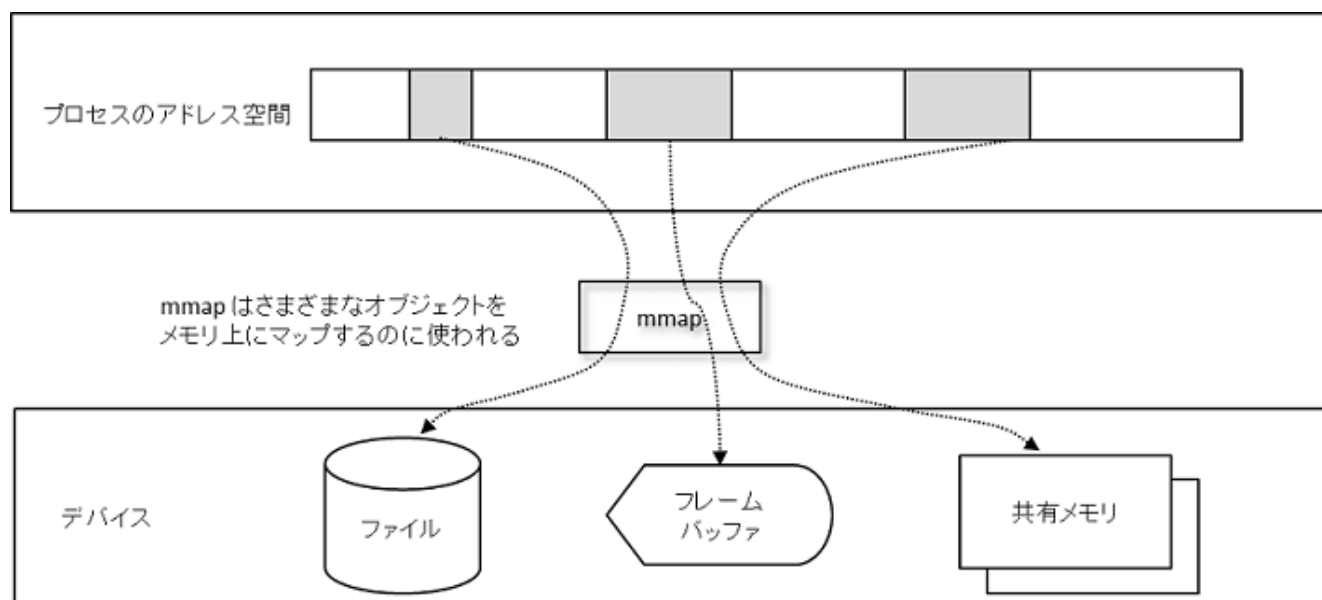 プロセスのアドレス空間
mmap はさまざまなオブジェクトを
メモリ上にマップするのに使われる
mmap
デバイス
ファイル
フレーム
バッファ
共有メモリ